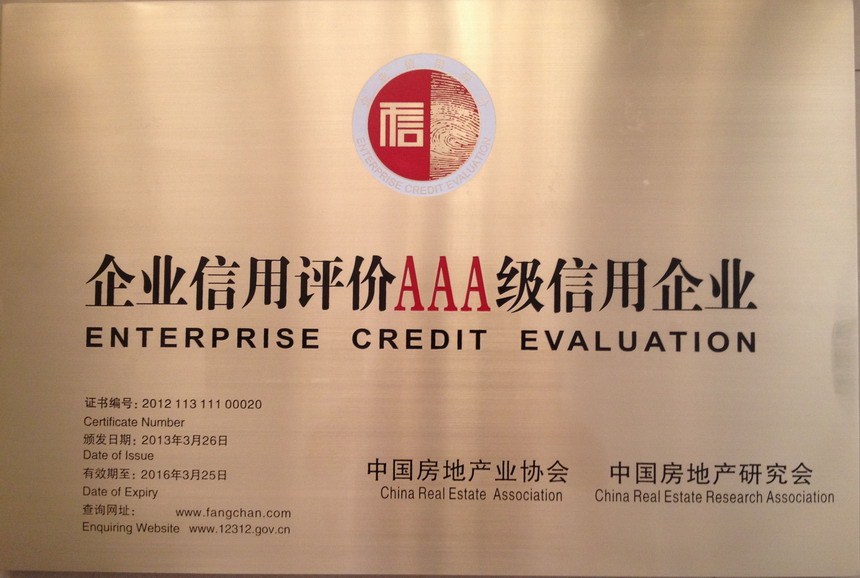 信
ENTERPRISE CREDIT EVALUATION
企业信用评价AAA级信用企业
ENTERPRISE CREDIT EVALUATION
证书编号：2012 113 111 00020
Certificate Number
颁发日期：2013年3月26日
Date of Issue
有效期至：2016年3月25日
Date of Expiry
查询网址： www.fangchan.com
Enquiring Website www.12312.gov.cn
中国房地产业协会
China Real Estate Association
中国房地产研究会
China Real Estate Research Association